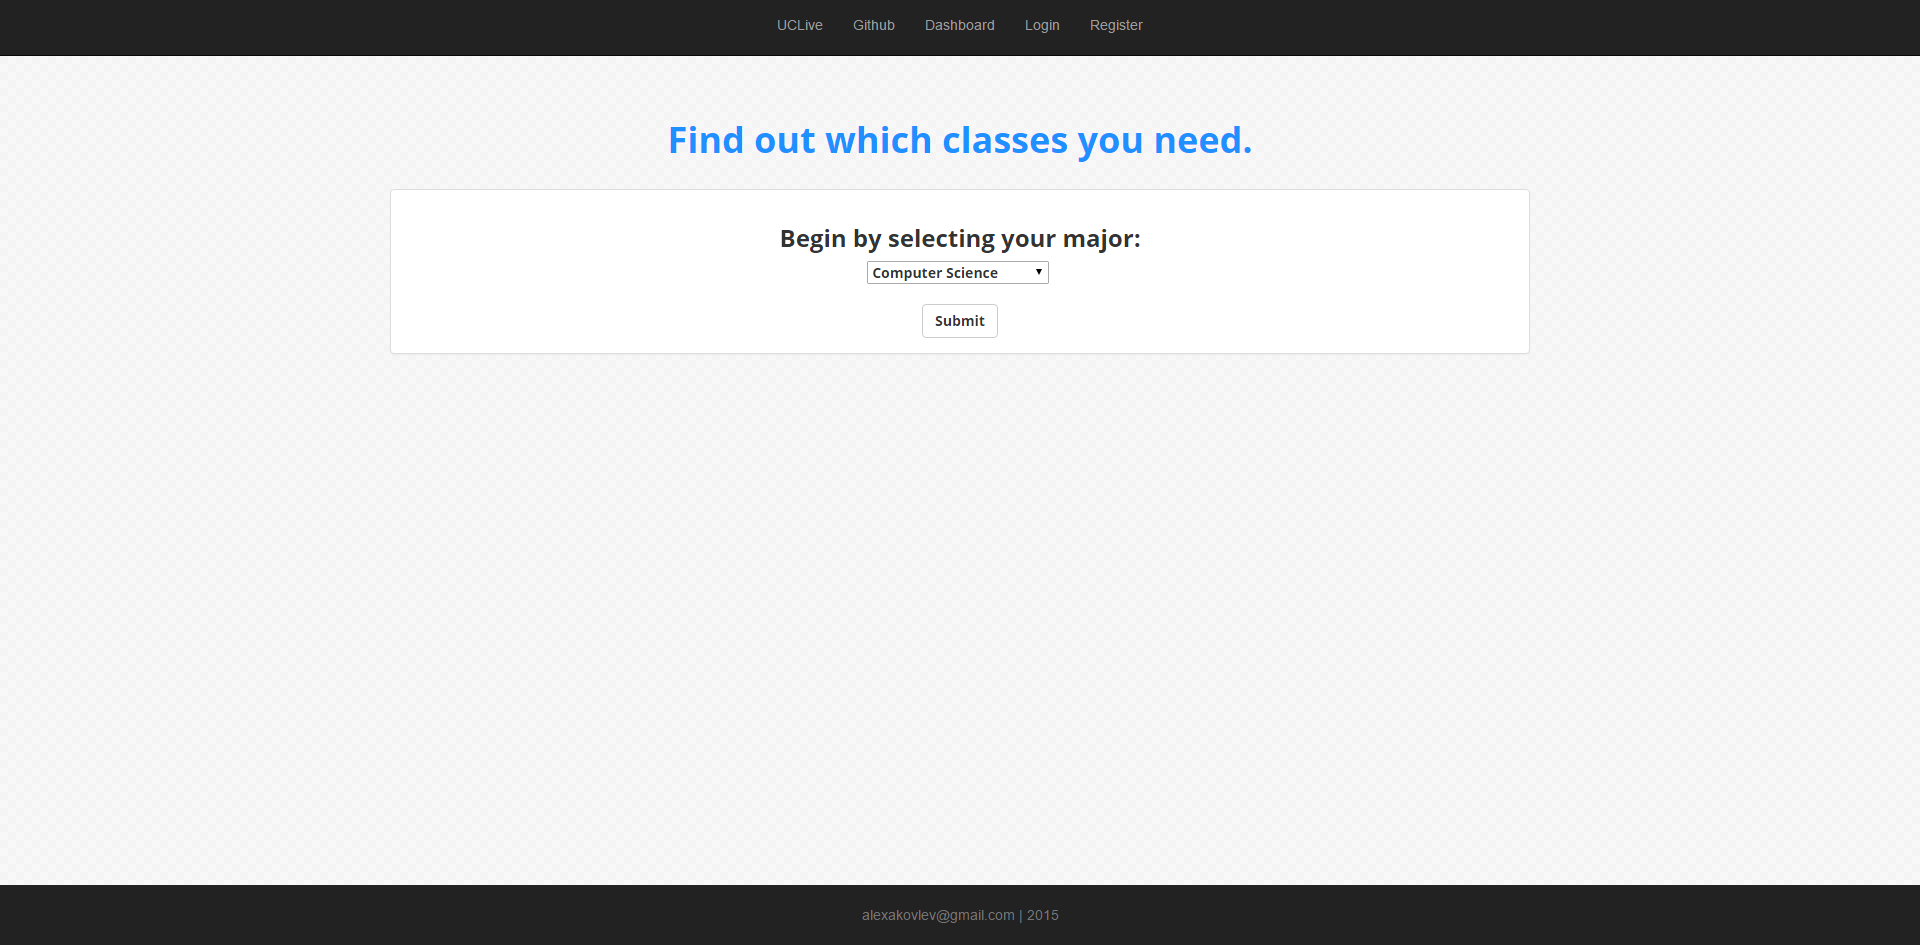 UCLive Github Dashboard Login Register
Find out which classes you need.
Begin by selecting your major:
Computer Science
Submit
alexakovlev@gmail.com | 2015